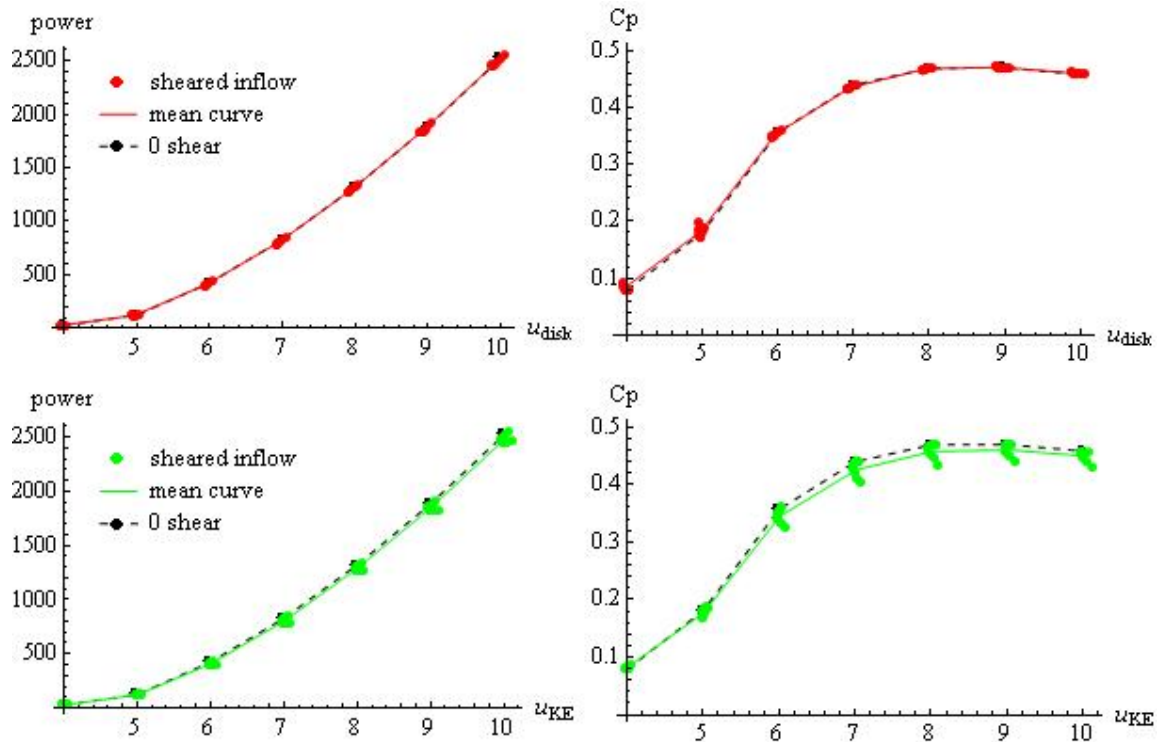 power
2500
2000
1500
1000
500
sheared inflow
mean curve
0 shear
5 6 7 8 9 10
u_disk
Cp
0.5
0.4
0.3
0.2
0.1
5 6 7 8 9 10
u_disk
power
2500
2000
1500
1000
500
sheared inflow
mean curve
0 shear
5 6 7 8 9 10
u_KE
Cp
0.5
0.4
0.3
0.2
0.1
5 6 7 8 9 10
u_KE